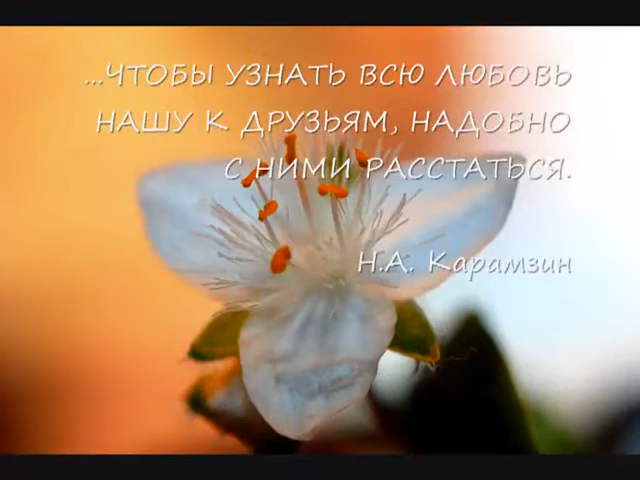 ...ЧТОБЫ УЗНАТЬ ВСЮ ЛЮБОВЬ
НАШУ К ДРУЗЬЯМ, НАДОБНО
С НИМИ РАССТАТЬСЯ.
Н.А. Карамзин